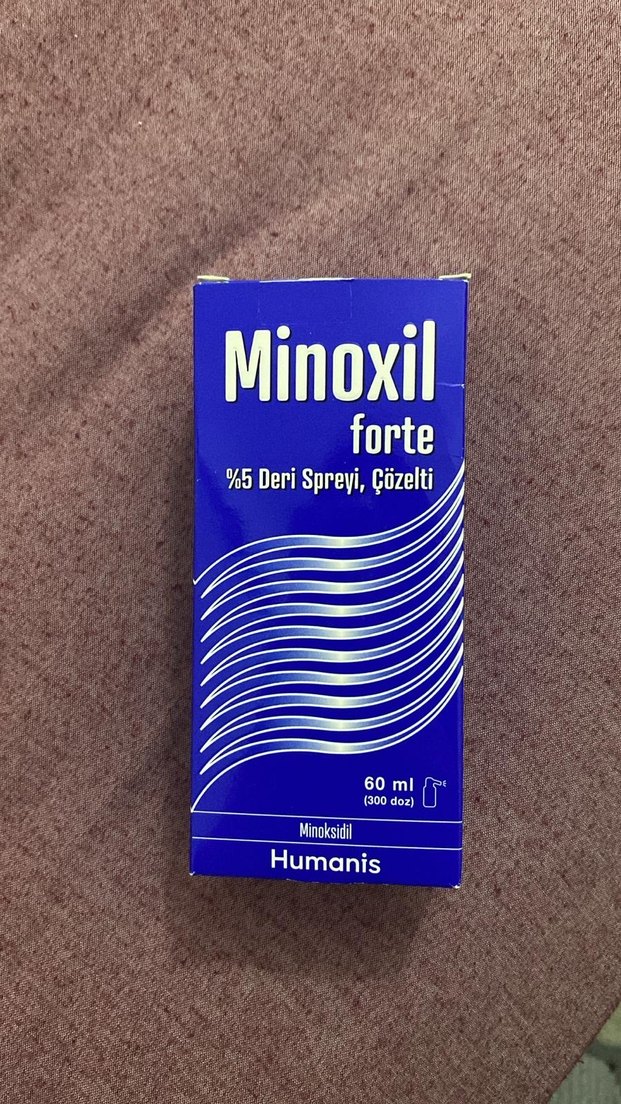 Minoxil
forte
%5 Deri Spreyi, Çözelti
60 ml
(300 doz)
Minoksidil
Humanis